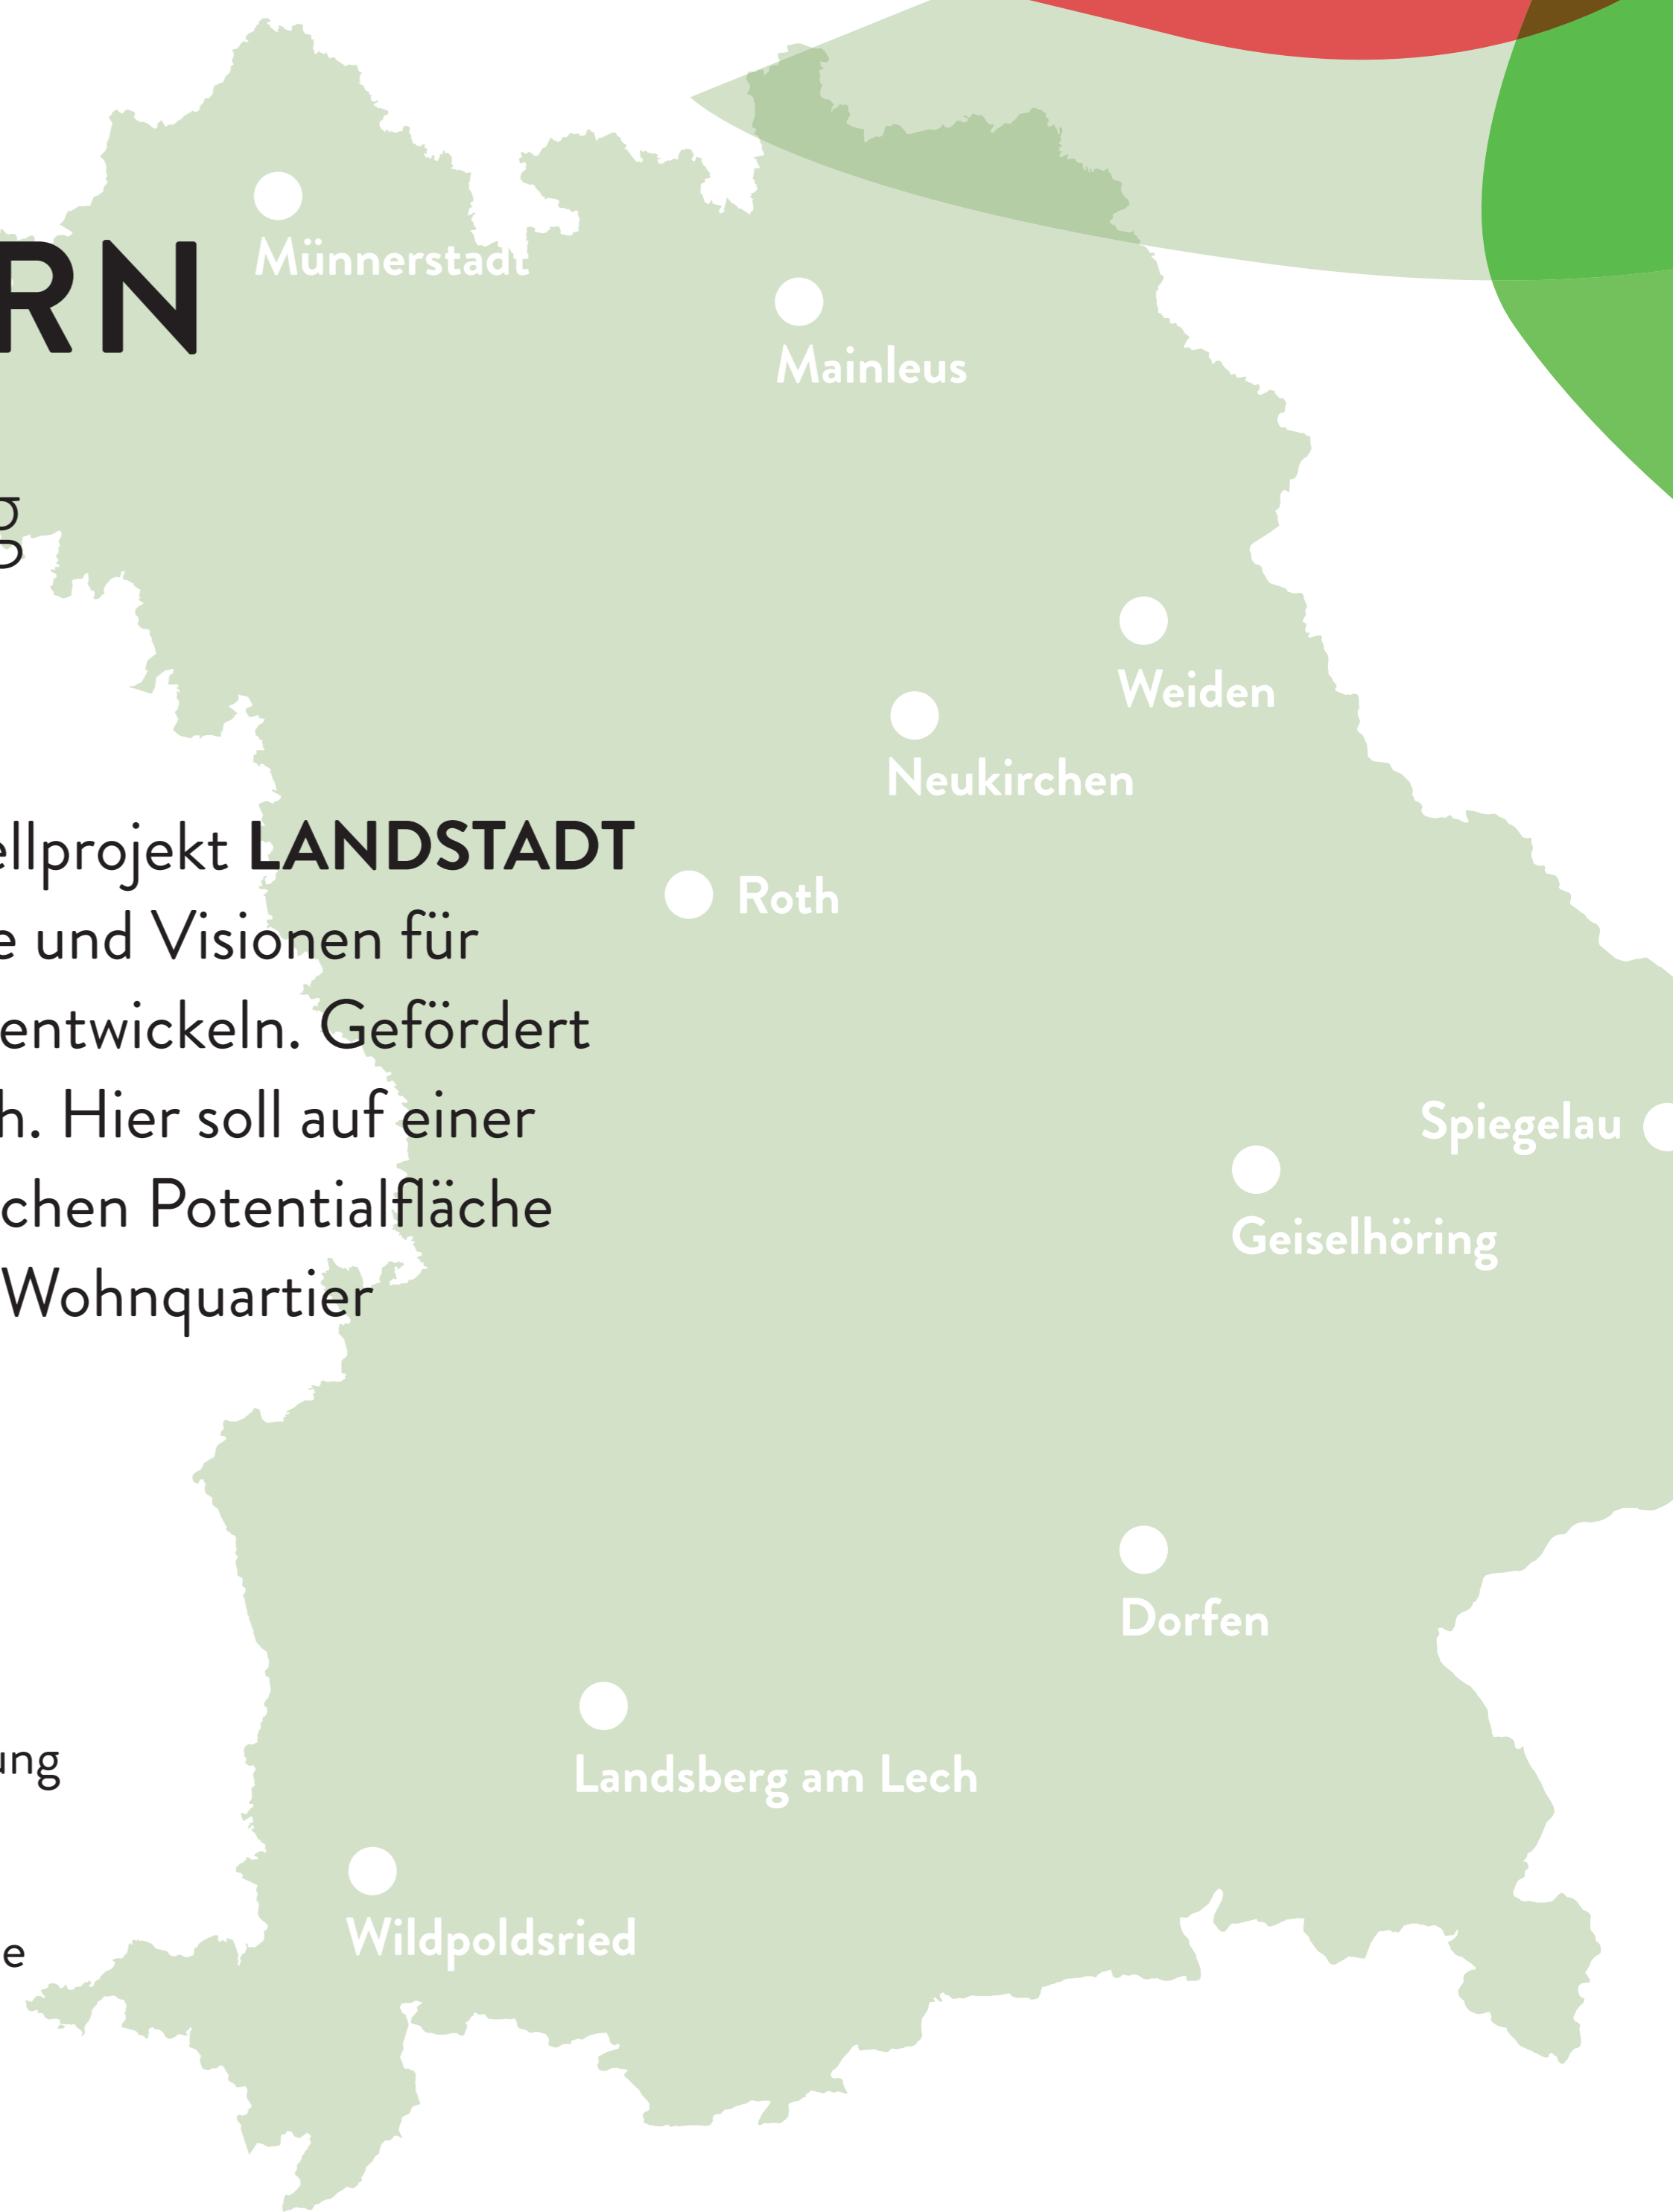 RN
Münnerstadt
Mainleus
g
Weiden
Neukirchen
ellprojekt LANDSTADT
Roth
e und Visionen für
entwickeln. Gefördert
h. Hier soll auf einer
Spiegelau
chen Potentialfläche
Geiselhöring
Wohnquartier
Dorfen
ung
Landsberg am Lech
Wildpoldsried
e